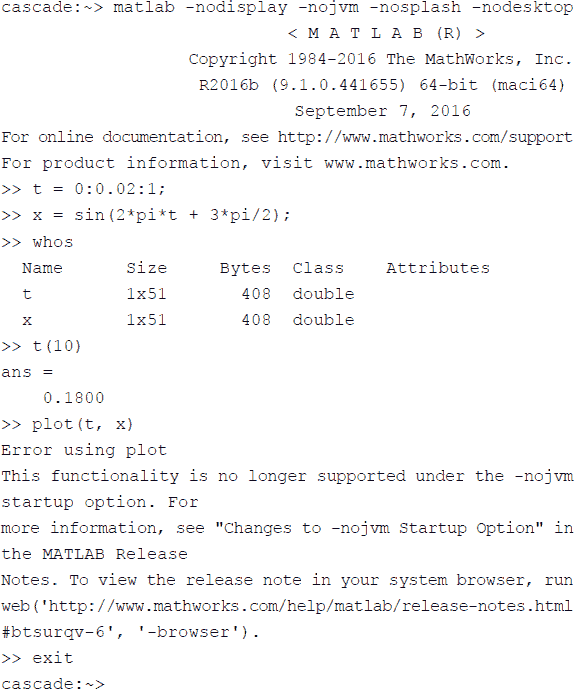 cascade:~> matlab -nodisplay -nojvm -nosplash -nodesktop
< M A T L A B (R) >
Copyright 1984-2016 The MathWorks, Inc.
R2016b (9.1.0.441655) 64-bit (maci64)
September 7, 2016
For online documentation, see http://www.mathworks.com/support
For product information, visit www.mathworks.com.
>> t = 0:0.02:1;
>> x = sin(2*pi*t + 3*pi/2);
>> whos
Name Size Bytes Class Attributes
t 1x51 408 double
x 1x51 408 double
>> t(10)
ans =
0.1800
>> plot(t, x)
Error using plot
This functionality is no longer supported under the -nojvm
startup option. For
more information, see "Changes to -nojvm Startup Option" in
the MATLAB Release
Notes. To view the release note in your system browser, run
web('http://www.mathworks.com/help/matlab/release-notes.html
#btsurqv-6', '-browser').
>> exit
cascade:~>